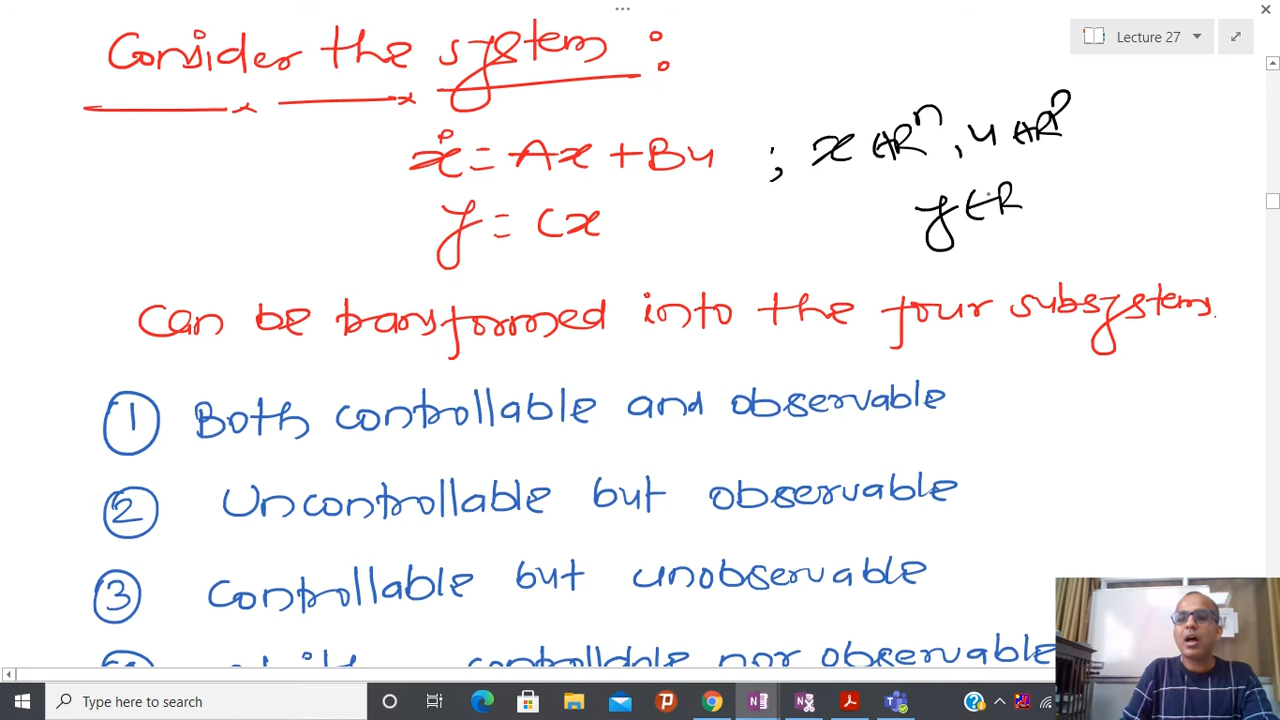 Lecture 27
Consider the system :
ẋ = Ax + Bu ; x ∈ Rⁿ, u ∈ Rᵖ
y = Cx y ∈ R
Can be transformed into the four subsystems.
① Both controllable and observable
② Uncontrollable but observable
③ Controllable but unobservable
controllable nor observable
Type here to search